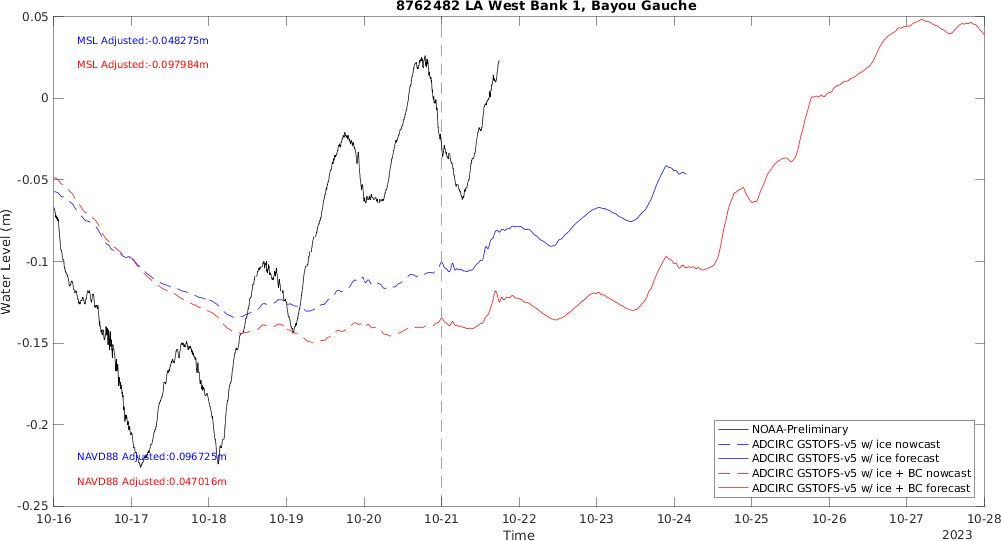 8762482 LA West Bank 1, Bayou Gauche
MSL Adjusted:-0.048275m
MSL Adjusted:-0.097984m
NAVD88 Adjusted:0.096725m
NAVD88 Adjusted:0.047016m
Water Level (m)
0.05
0
-0.05
-0.1
-0.15
-0.2
-0.25
NOAA-Preliminary
ADCIRC GSTOFS-v5 w/ ice nowcast
ADCIRC GSTOFS-v5 w/ ice forecast
ADCIRC GSTOFS-v5 w/ ice + BC nowcast
ADCIRC GSTOFS-v5 w/ ice + BC forecast
10-16 10-17 10-18 10-19 10-20 10-21 10-22 10-23 10-24 10-25 10-26 10-27 10-28
Time
2023